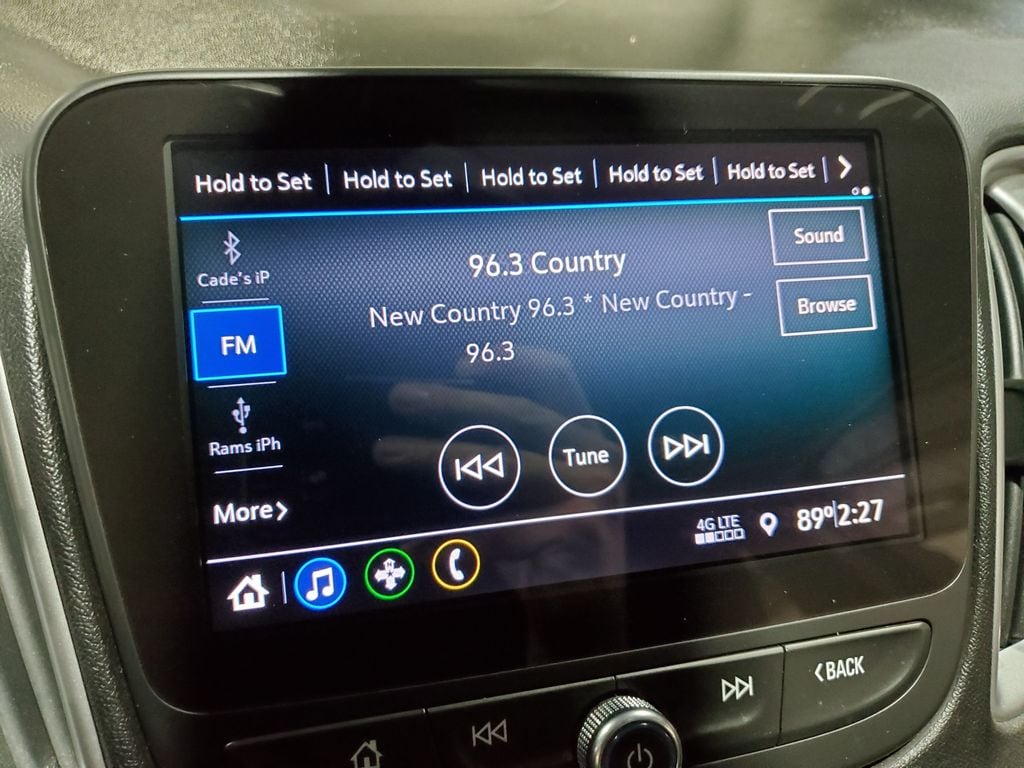 Hold to Set | Hold to Set | Hold to Set | Hold to Set | Hold to Set |
Sound
Cade's iP
96.3 Country
New Country 96.3 * New Country -
96.3
Browse
FM
Rams iPh
Tune
More
4G LTE
89° 2:27
N
BACK